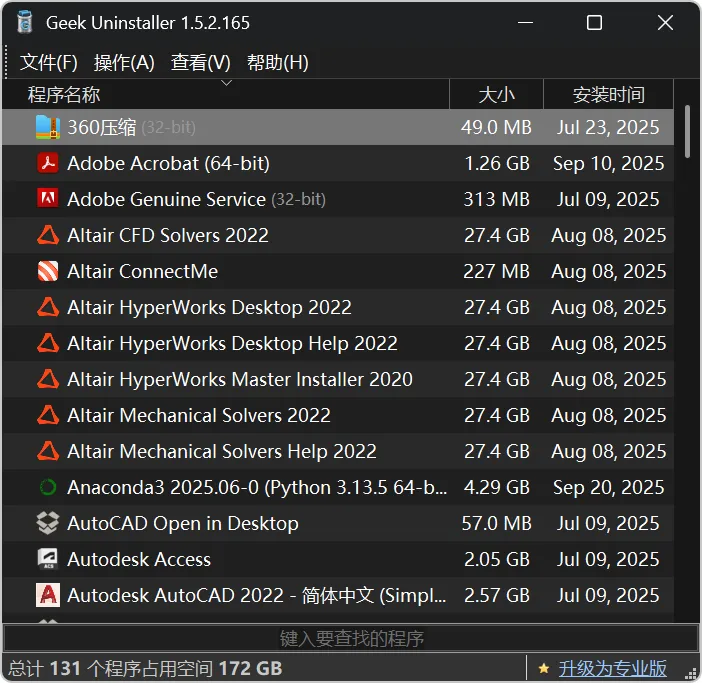 Geek Uninstaller 1.5.2.165
文件(F) 操作(A) 查看(V) 帮助(H)
程序名称 大小 安装时间
360压缩 (32-bit) 49.0 MB Jul 23, 2025
Adobe Acrobat (64-bit) 1.26 GB Sep 10, 2025
Adobe Genuine Service (32-bit) 313 MB Jul 09, 2025
Altair CFD Solvers 2022 27.4 GB Aug 08, 2025
Altair ConnectMe 227 MB Aug 08, 2025
Altair HyperWorks Desktop 2022 27.4 GB Aug 08, 2025
Altair HyperWorks Desktop Help 2022 27.4 GB Aug 08, 2025
Altair HyperWorks Master Installer 2020 27.4 GB Aug 08, 2025
Altair Mechanical Solvers 2022 27.4 GB Aug 08, 2025
Altair Mechanical Solvers Help 2022 27.4 GB Aug 08, 2025
Anaconda3 2025.06-0 (Python 3.13.5 64-b... 4.29 GB Sep 20, 2025
AutoCAD Open in Desktop 57.0 MB Jul 09, 2025
Autodesk Access 2.05 GB Jul 09, 2025
Autodesk AutoCAD 2022 - 简体中文 (Simpl... 2.57 GB Jul 09, 2025
键入要查找的程序
总计 131 个程序占用空间 172 GB 升级为专业版